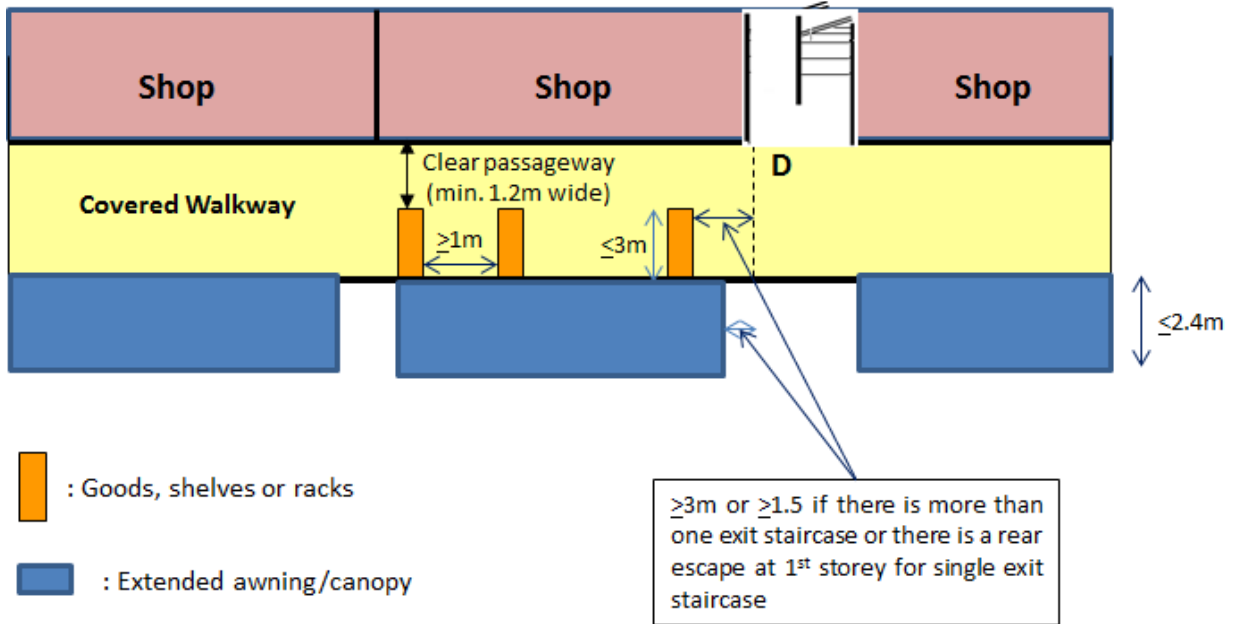 Shop
Shop
Shop
Clear passageway
(min. 1.2m wide)
D
Covered Walkway
≥1m
≤3m
≤2.4m
: Goods, shelves or racks
: Extended awning/canopy
≥3m or ≥1.5 if there is more than
one exit staircase or there is a rear
escape at 1st storey for single exit
staircase